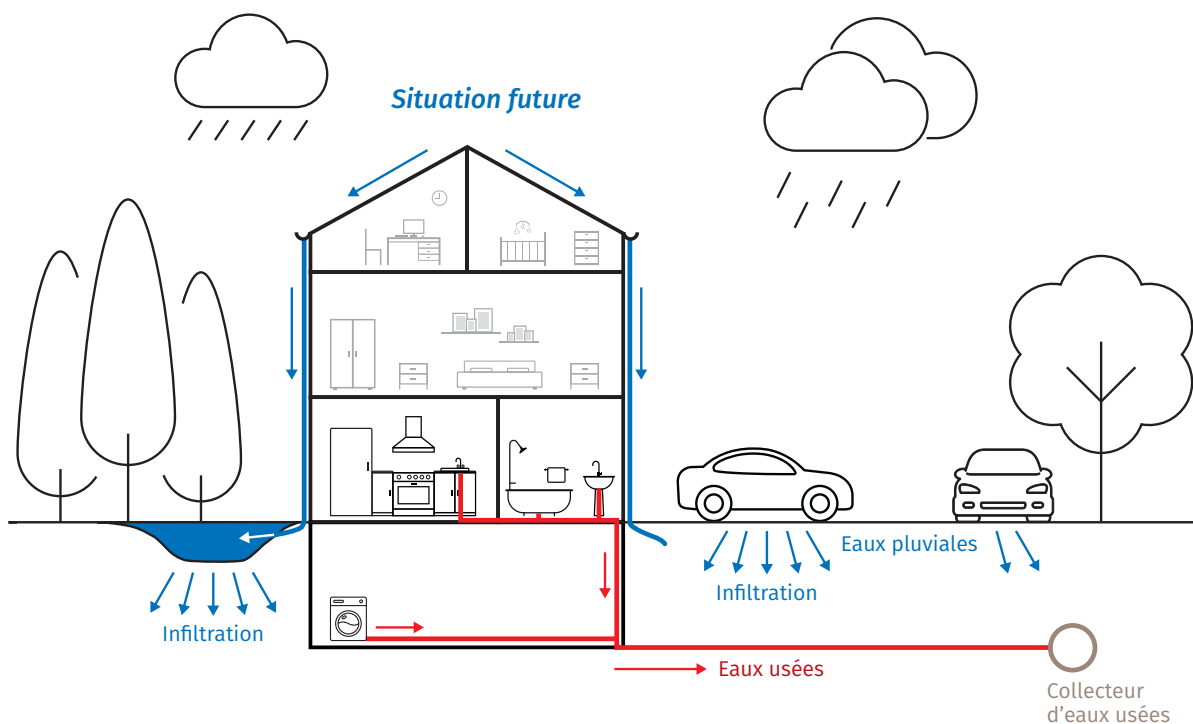 Situation future
Eaux pluviales
Infiltration
Infiltration
Eaux usées
Collecteur
d'eaux usées